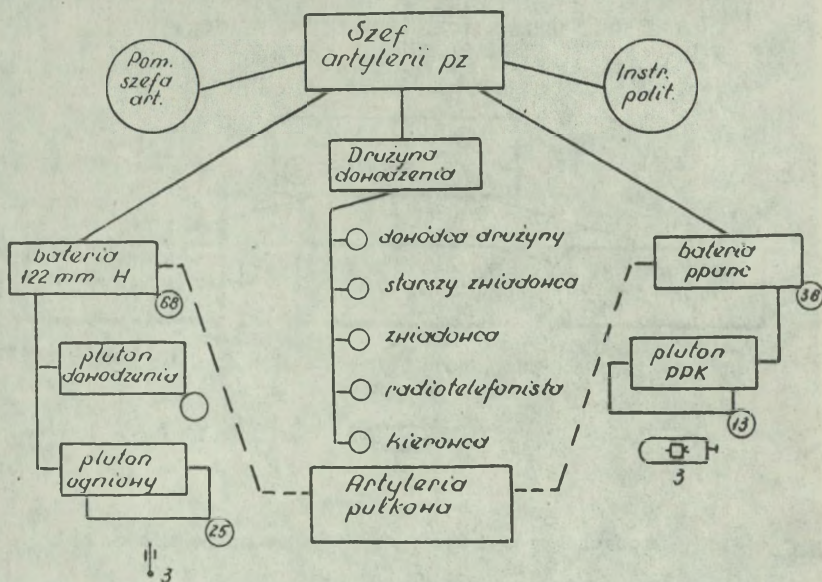 Szef
artylerii pz
Pom.
szefa
art.
Instr.
polit.
Drużyna
dowodzenia
dowódca drużyny
starszy zwiadowca
zwiadowca
radiotelefonista
kierowca
bateria
122 mm H
68
pluton
dowodzenia
pluton
ogniowy
25
3
bateria
ppanc
38
pluton
PPK
13
3
Artyleria
pułkowa